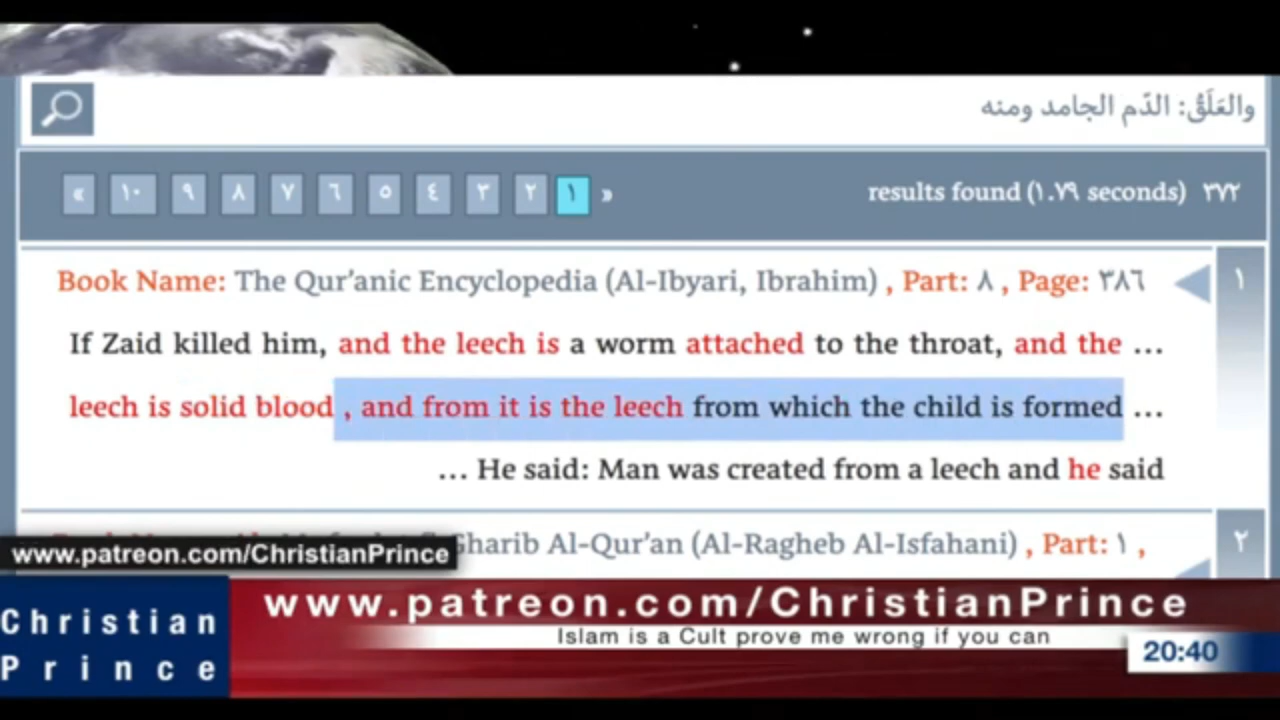 والعَلَقُ: الدّم الجامد ومنه
« ١٠ ٩ ٨ ٧ ٦ ٥ ٤ ٣ ٢ ١ »
results found (١.٧٩ seconds) ٣٧٢
Book Name: The Qur'anic Encyclopedia (Al-Ibyari, Ibrahim) , Part: ٨ , Page: ٣٨٦
١
If Zaid killed him, and the leech is a worm attached to the throat, and the ...
leech is solid blood , and from it is the leech from which the child is formed ...
... He said: Man was created from a leech and he said
Gharib Al-Qur'an (Al-Ragheb Al-Isfahani) , Part: ١ ,
٢
www.patreon.com/ChristianPrince
www.patreon.com/ChristianPrince
Islam is a Cult prove me wrong if you can
Christian
Prince
20:40